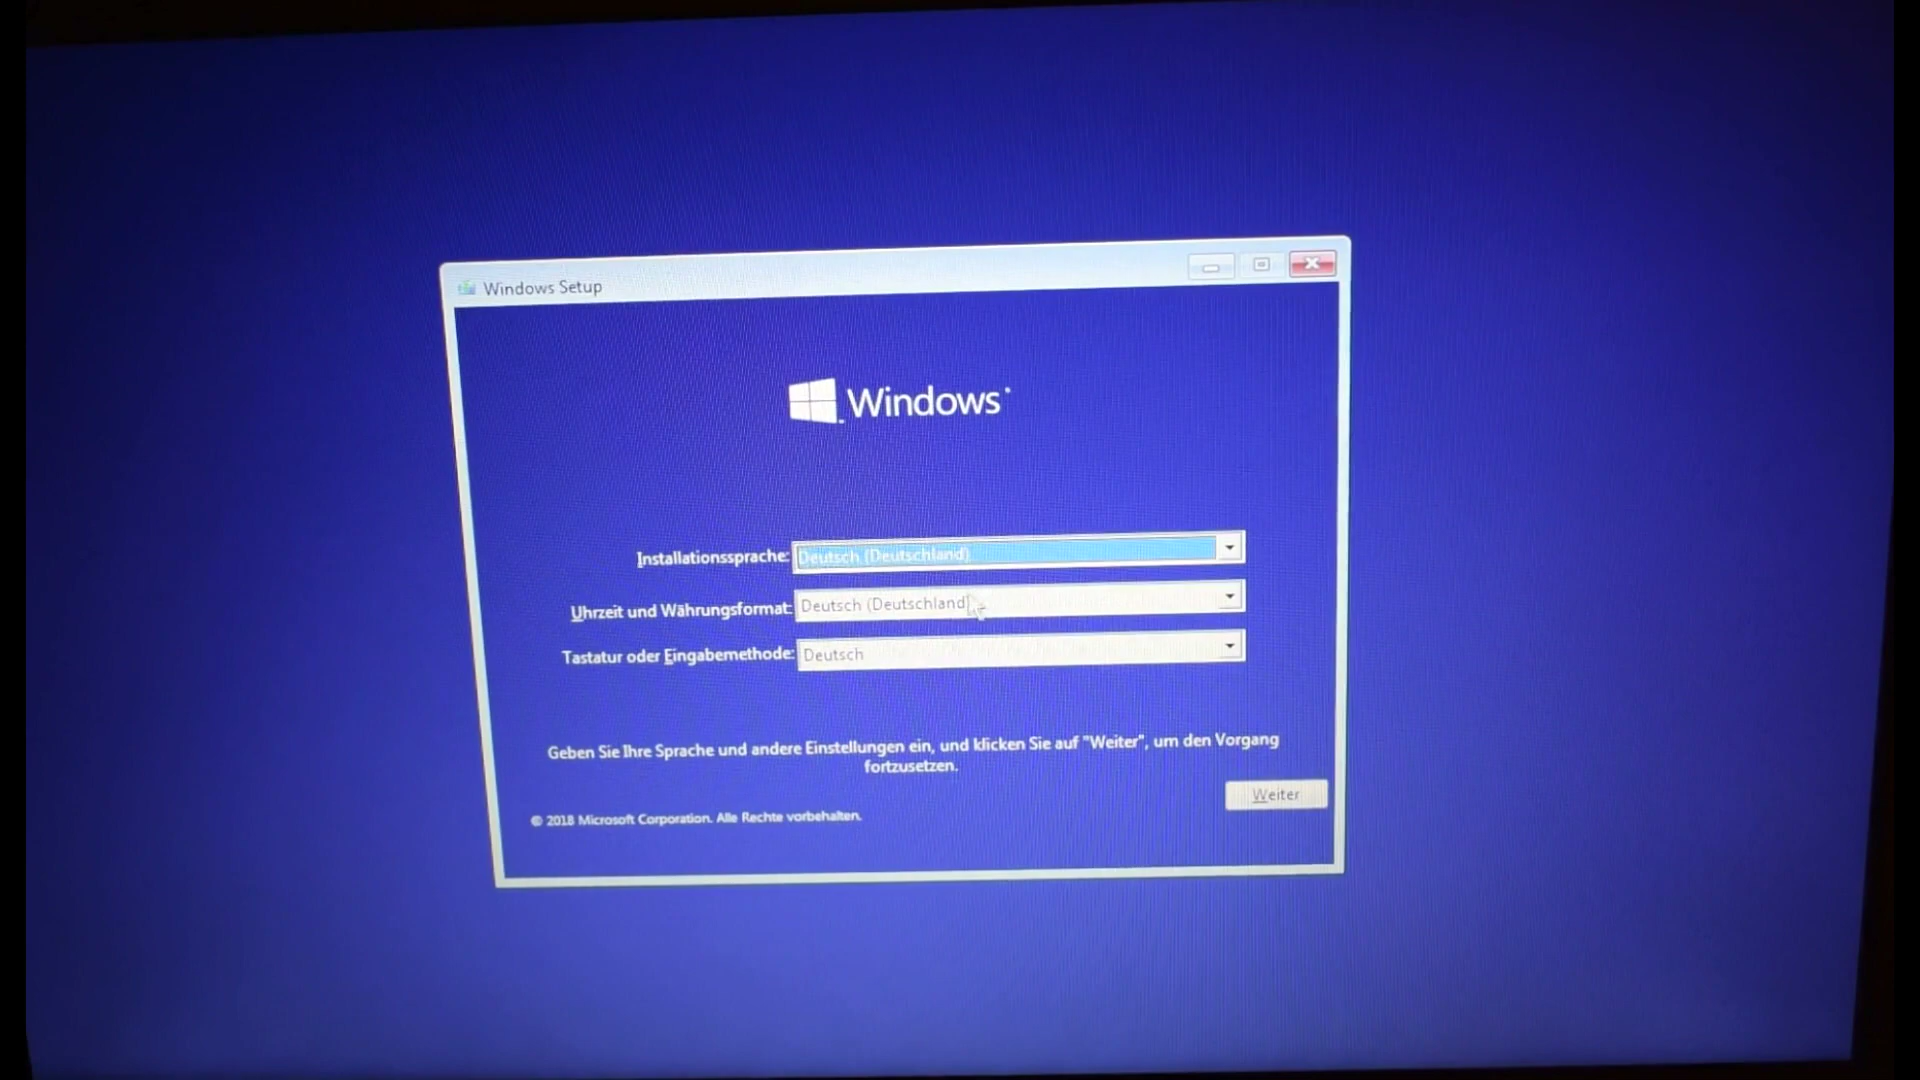 Windows Setup
Windows
Installationssprache: Deutsch (Deutschland)
Uhrzeit und Währungsformat: Deutsch (Deutschland)
Tastatur oder Eingabemethode: Deutsch
Geben Sie Ihre Sprache und andere Einstellungen ein, und klicken Sie auf "Weiter", um den Vorgang
fortzusetzen.
Weiter
© 2018 Microsoft Corporation. Alle Rechte vorbehalten.